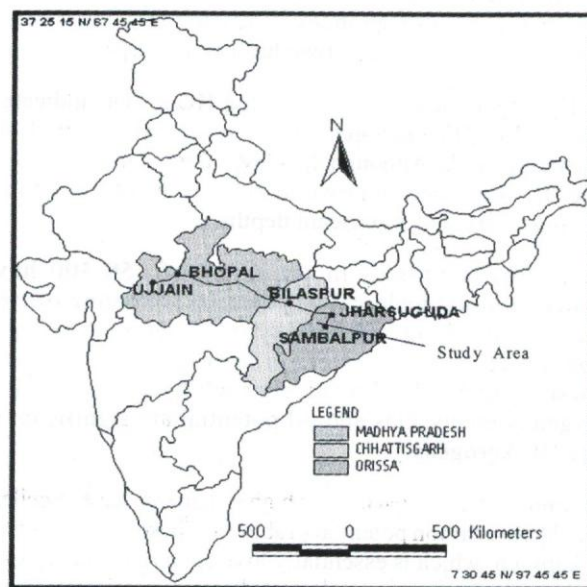 37 25 15 N/ 67 45 45 E
N
BHOPAL
UJJAIN
BILASPUR
JHARSUGUDA
SAMBALPUR
Study Area
LEGEND
MADHYA PRADESH
CHHATTISGARH
ORISSA
500 0 500 Kilometers
7 30 45 N/ 97 45 45 E